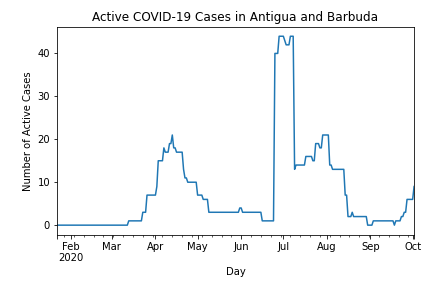 Active COVID-19 Cases in Antigua and Barbuda
Number of Active Cases
40
30
20
10
0
Feb Mar Apr May Jun Jul Aug Sep Oct
2020
Day